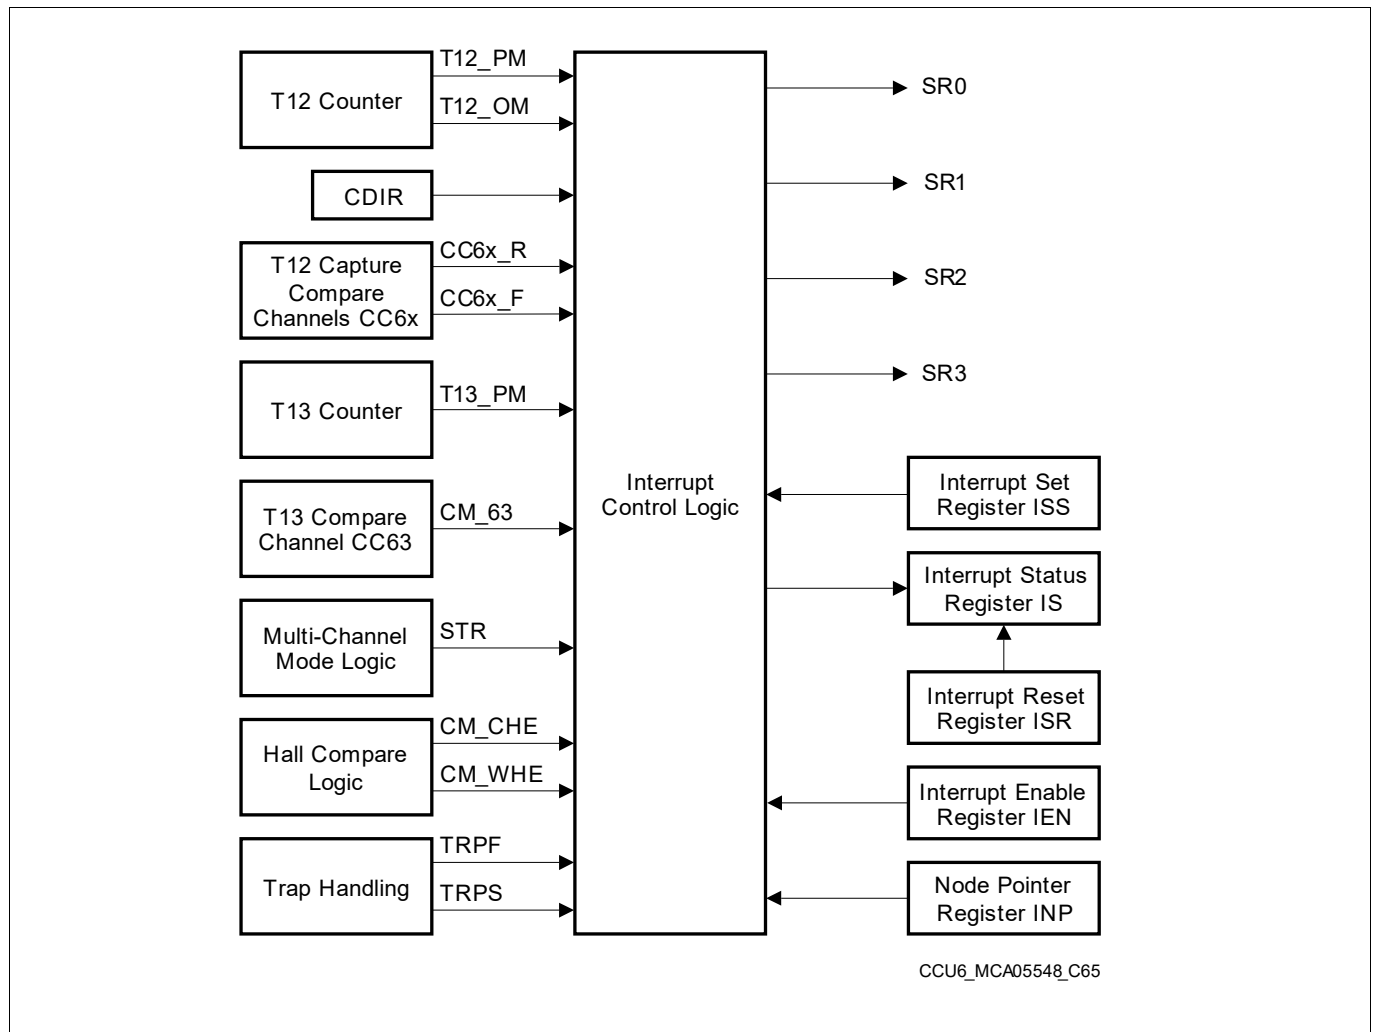 T12 Counter
T12_PM
T12_OM
CDIR
T12 Capture
Compare
Channels CC6x
CC6x_R
CC6x_F
T13 Counter
T13_PM
T13 Compare
Channel CC63
CM_63
Multi-Channel
Mode Logic
STR
Hall Compare
Logic
CM_CHE
CM_WHE
Trap Handling
TRPF
TRPS
Interrupt
Control Logic
SR0
SR1
SR2
SR3
Interrupt Set
Register ISS
Interrupt Status
Register IS
Interrupt Reset
Register ISR
Interrupt Enable
Register IEN
Node Pointer
Register INP
CCU6_MCA05548_C65